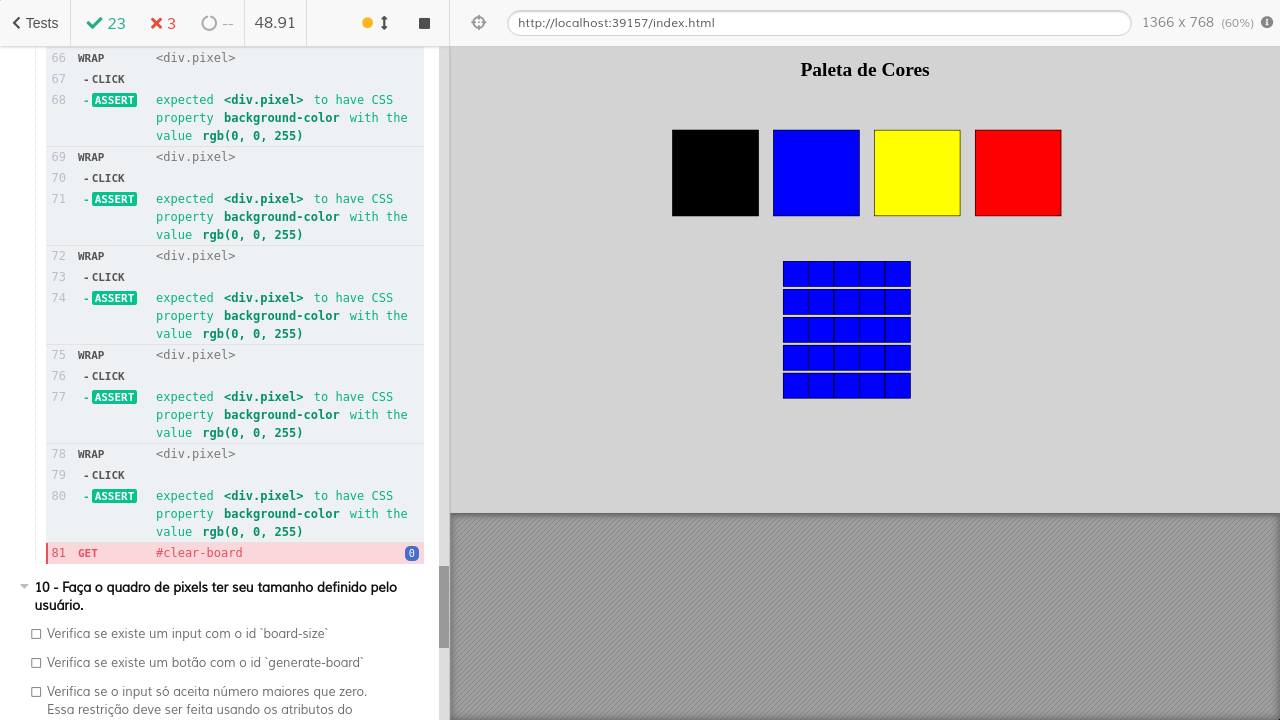 Tests 23 3 -- 48.91 http://localhost:39157/index.html 1366 x 768 (60%)
66 WRAP <div.pixel>
67 -CLICK
68 -ASSERT expected <div.pixel> to have CSS
property background-color with the
value rgb(0, 0, 255)
69 WRAP <div.pixel>
70 -CLICK
71 -ASSERT expected <div.pixel> to have CSS
property background-color with the
value rgb(0, 0, 255)
72 WRAP <div.pixel>
73 -CLICK
74 -ASSERT expected <div.pixel> to have CSS
property background-color with the
value rgb(0, 0, 255)
75 WRAP <div.pixel>
76 -CLICK
77 -ASSERT expected <div.pixel> to have CSS
property background-color with the
value rgb(0, 0, 255)
78 WRAP <div.pixel>
79 -CLICK
80 -ASSERT expected <div.pixel> to have CSS
property background-color with the
value rgb(0, 0, 255)
81 GET #clear-board 0
10 - Faça o quadro de pixels ter seu tamanho definido pelo
usuário.
Verifica se existe um input com o id `board-size`
Verifica se existe um botão com o id `generate-board`
Verifica se o input só aceita número maiores que zero.
Essa restrição deve ser feita usando os atributos do
Paleta de Cores